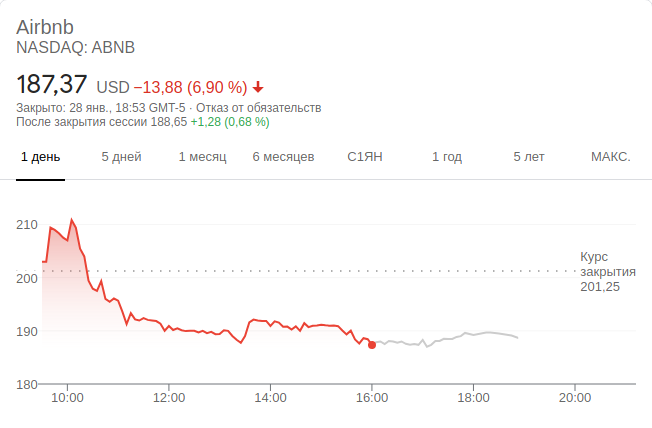 Airbnb
NASDAQ: ABNB
187,37 USD −13,88 (6,90 %)
Закрыто: 28 янв., 18:53 GMT-5 · Отказ от обязательств
После закрытия сессии 188,65 +1,28 (0,68 %)
1 день 5 дней 1 месяц 6 месяцев С1ЯН 1 год 5 лет МАКС.
210
Курс
закрытия
201,25
200
190
180
10:00 12:00 14:00 16:00 18:00 20:00